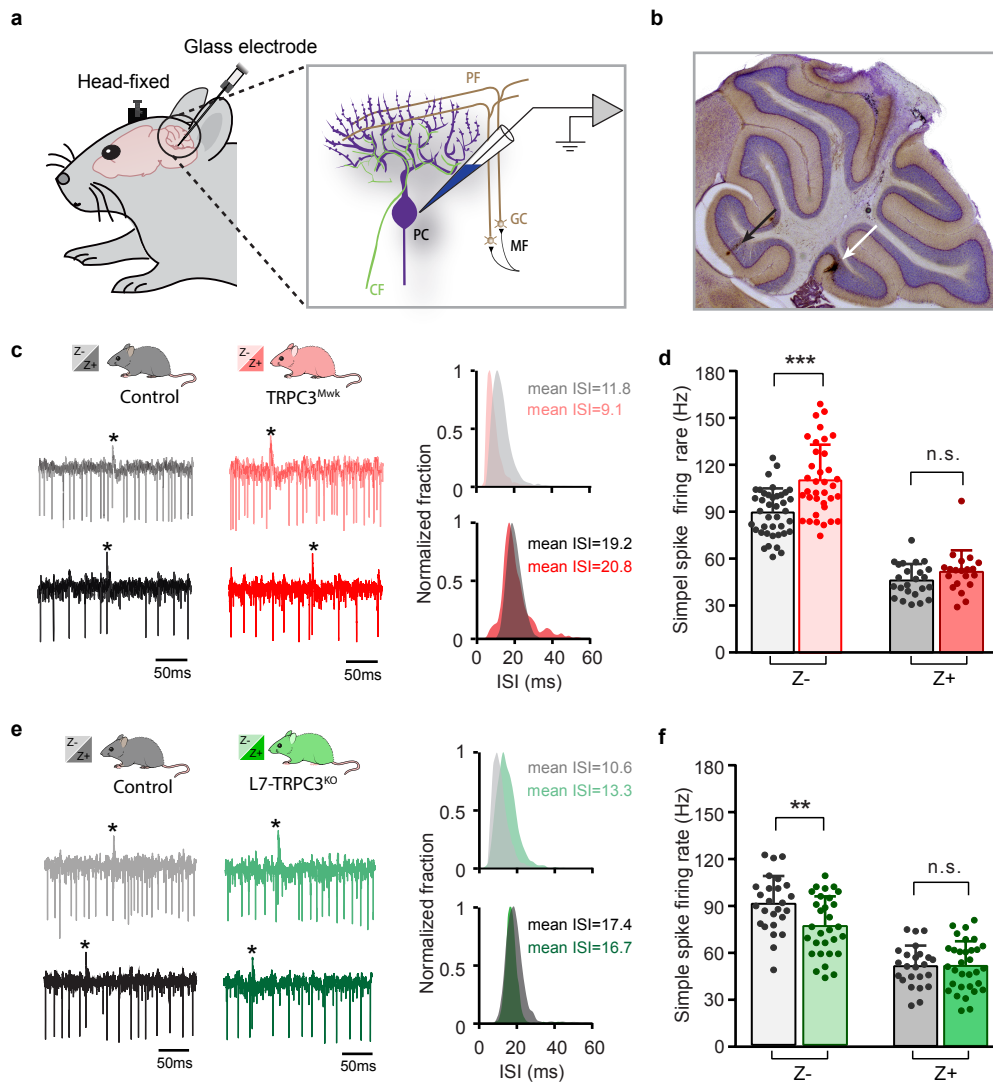 a
Glass electrode
Head-fixed
PF
GC
PC
MF
CF
b
c
Z-
Z+
Control
Z-
Z+
TRPC3Mwk
*
*
*
*
50ms
50ms
Normalized fraction
1
0.5
0
1
0.5
0
mean ISI=11.8
mean ISI=9.1
mean ISI=19.2
mean ISI=20.8
0 20 40 60
ISI (ms)
d
Simpel spike firing rare (Hz)
180
150
120
90
60
30
0
***
n.s.
Z- Z+
e
Z-
Z+
Control
Z-
Z+
L7-TRPC3KO
*
*
*
*
50ms
50ms
Normalized fraction
1
0.5
0
1
0.5
0
mean ISI=10.6
mean ISI=13.3
mean ISI=17.4
mean ISI=16.7
0 20 40 60
ISI (ms)
f
Simple spike firing rate (Hz)
180
150
120
90
60
30
0
**
n.s.
Z- Z+